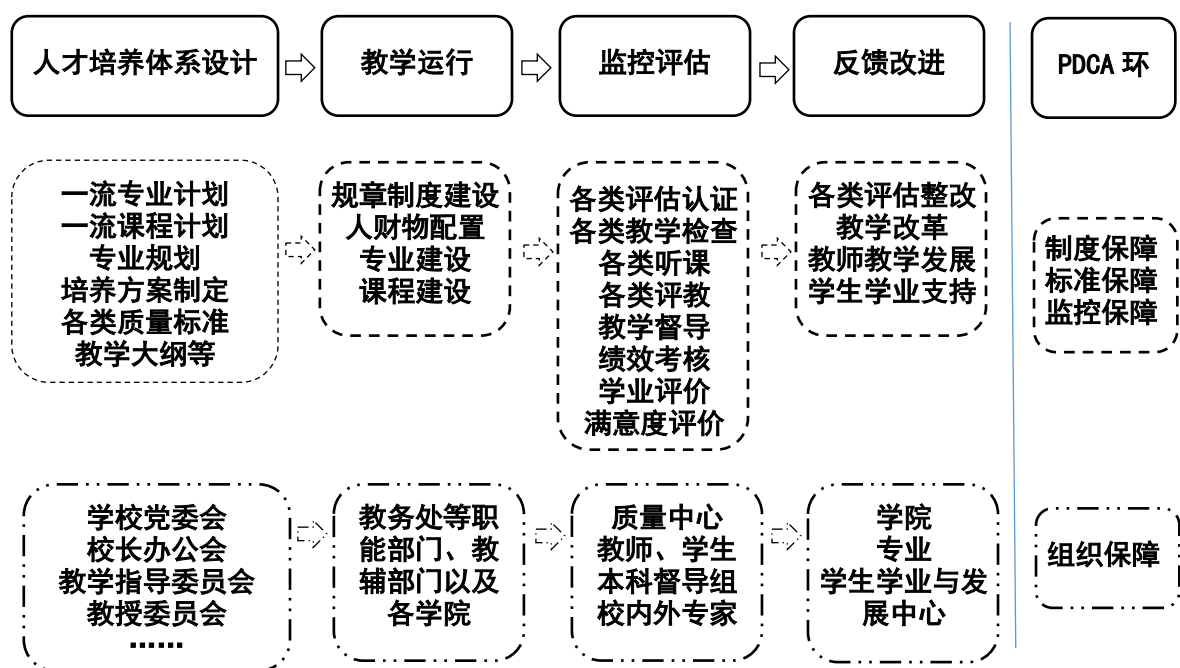 人才培养体系设计
教学运行
监控评估
反馈改进
PDCA 环
一流专业计划
一流课程计划
专业规划
培养方案制定
各类质量标准
教学大纲等
规章制度建设
人财物配置
专业建设
课程建设
各类评估认证
各类教学检查
各类听课
各类评教
教学督导
绩效考核
学业评价
满意度评价
各类评估整改
教学改革
教师教学发展
学生学业支持
制度保障
标准保障
监控保障
学校党委会
校长办公会
教学指导委员会
教授委员会
……
教务处等职
能部门、教
辅部门以及
各学院
质量中心
教师、学生
本科督导组
校内外专家
学院
专业
学生学业与发
展中心
组织保障